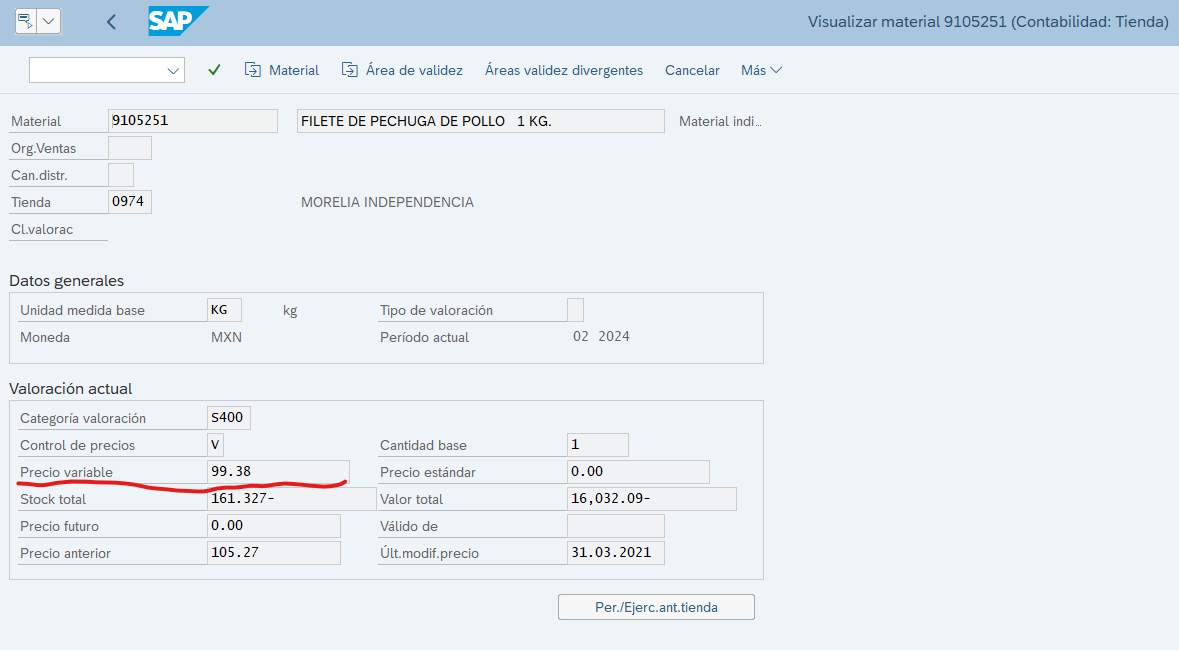 SAP
Visualizar material 9105251 (Contabilidad: Tienda)
Material Área de validez Áreas validez divergentes Cancelar Más
Material 9105251 FILETE DE PECHUGA DE POLLO 1 KG. Material indi...
Org.Ventas
Can.distr.
Tienda 0974 MORELIA INDEPENDENCIA
Cl.valorac
Datos generales
Unidad medida base KG kg Tipo de valoración
Moneda MXN Período actual 02 2024
Valoración actual
Categoría valoración S400
Control de precios V Cantidad base 1
Precio variable 99.38 Precio estándar 0.00
Stock total 161.327- Valor total 16,032.09-
Precio futuro 0.00 Válido de
Precio anterior 105.27 Últ.modif.precio 31.03.2021
Per./Ejerc.ant.tienda